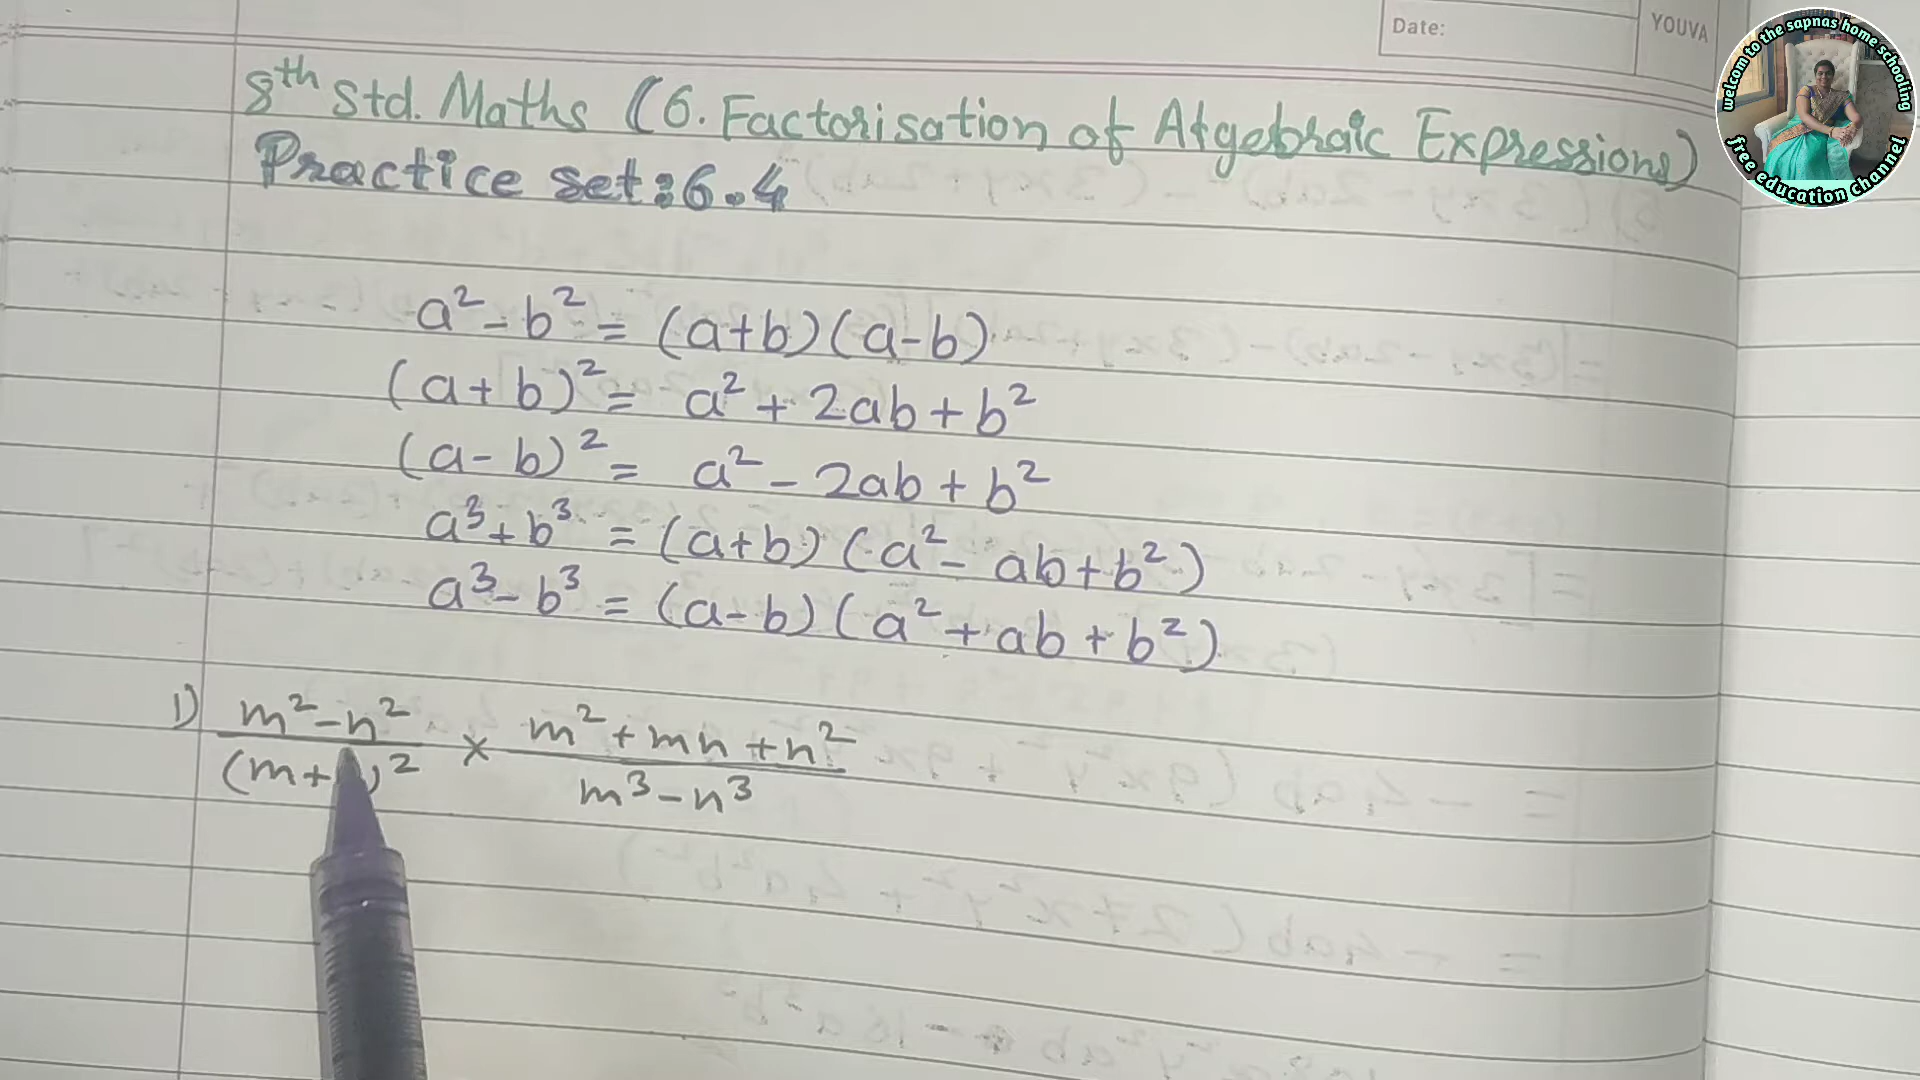 Date:
YOUVA
welcom to the sapnas home schooling
free education channel
8th std. Maths (6. Factorisation of Algebraic Expressions)
Practice set:6.4
a² - b² = (a+b)(a-b)
(a+b)² = a² + 2ab + b²
(a-b)² = a² - 2ab + b²
a³+b³ = (a+b)(a² - ab+b²)
a³-b³ = (a-b)(a² + ab + b²)
1) m²-n² / (m+ )² × m²+mn+n² / m³-n³